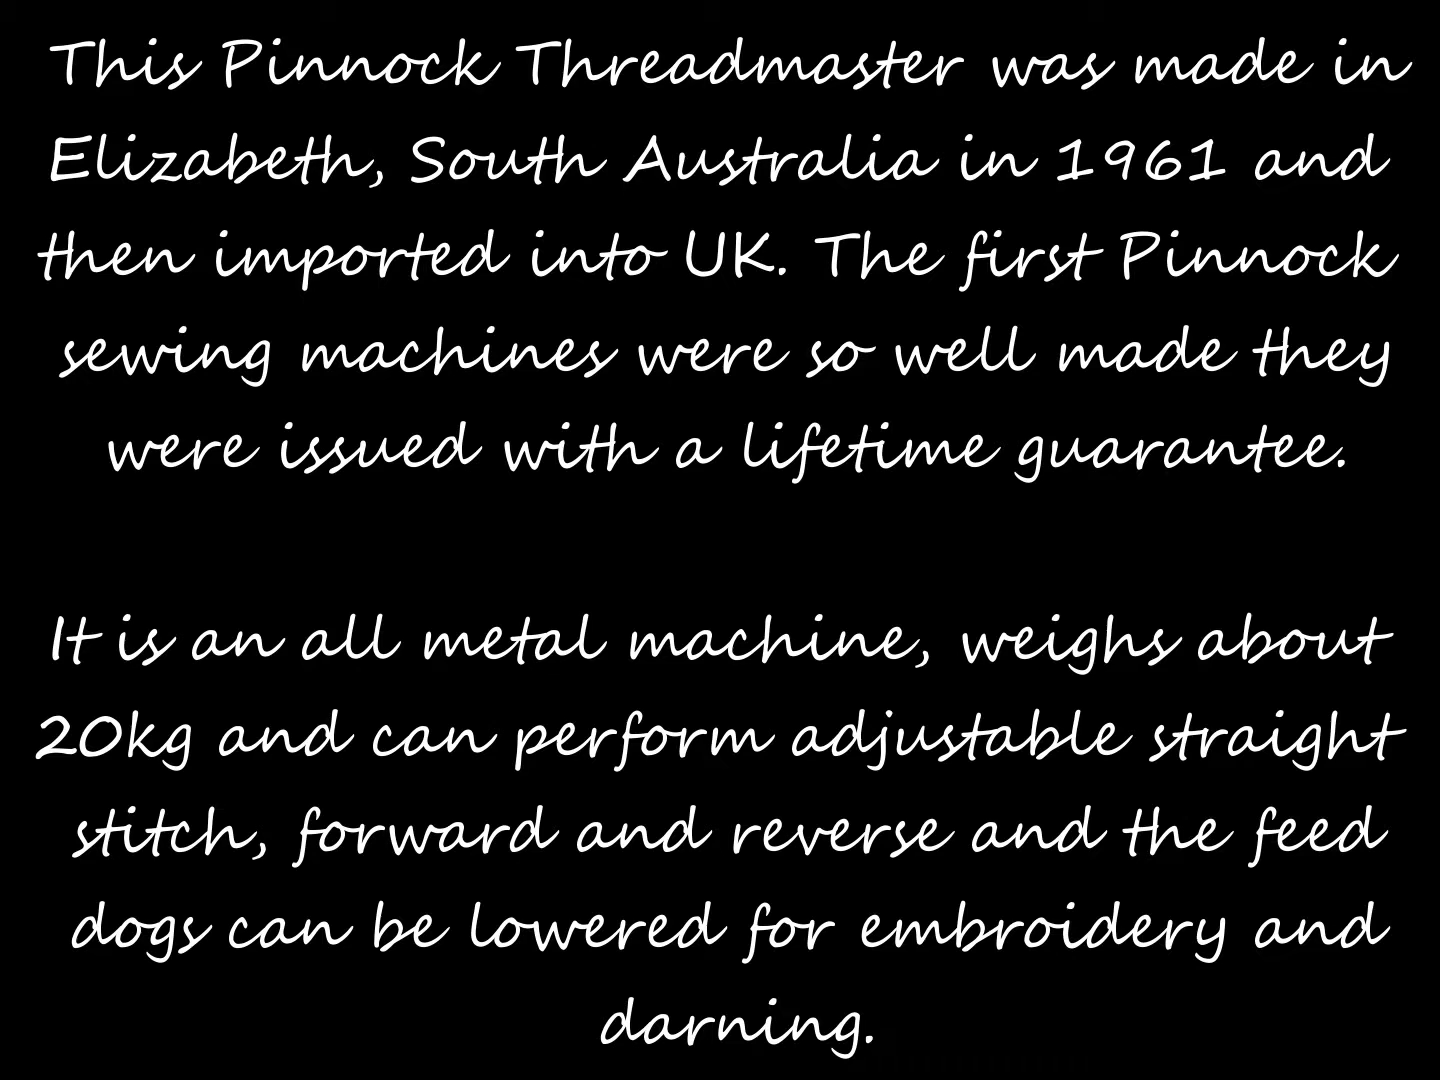 This Pinnock Threadmaster was made in
Elizabeth, South Australia in 1961 and
then imported into UK. The first Pinnock
sewing machines were so well made they
were issued with a lifetime guarantee.
It is an all metal machine, weighs about
20kg and can perform adjustable straight
stitch, forward and reverse and the feed
dogs can be lowered for embroidery and
darning.